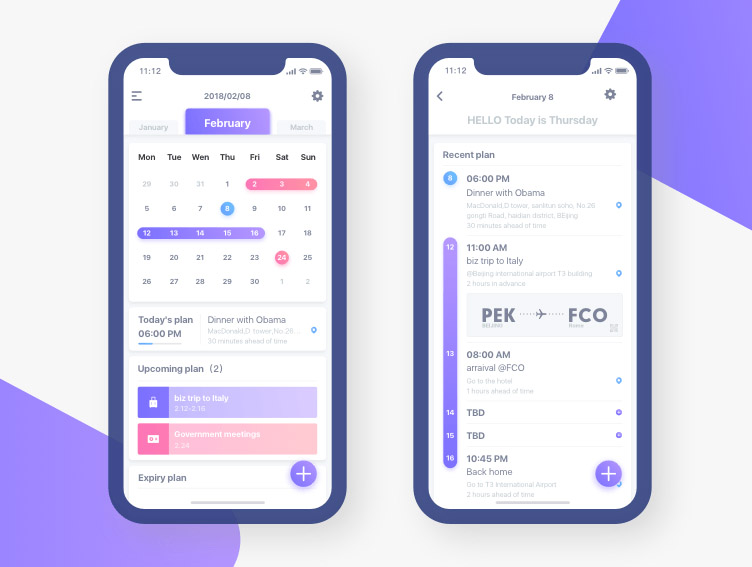 11:12
2018/02/08
January
February
March
Mon Tue Wen Thu Fri Sat Sun
29 30 31 1 2 3 4
5 6 7 8 9 10 11
12 13 14 15 16 17 18
19 20 21 22 23 24 25
26 27 28 29 30 1 2
Today's plan
06:00 PM
Dinner with Obama
MacDonald,D tower,No 26...
30 minutes ahead of time
Upcoming plan (2)
biz trip to Italy
2.12-2.16
Government meetings
2.24
Expiry plan
11:12
February 8
HELLO Today is Thursday
Recent plan
8
06:00 PM
Dinner with Obama
MacDonald,D tower, sanlitun soho, No 26
gongti Road, haidian district, BEijing
30 minutes ahead of time
12
11:00 AM
biz trip to Italy
@Beijing international airport T3 building
2 hours in advance
PEK FCO
BEIJING Roma
13
08:00 AM
arraival @FCO
Go to the hotel
1 hours ahead of time
14 TBD
15 TBD
16
10:45 PM
Back home
Go to T3 International Airport
2 hours ahead of time